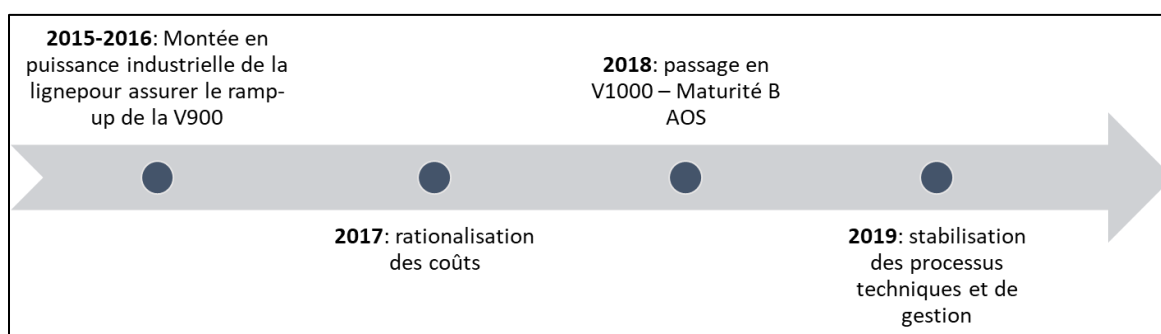 2015-2016: Montée en
puissance industrielle de la
lignepour assurer le ramp-
up de la V900
2017: rationalisation
des coûts
2018: passage en
V1000 – Maturité B
AOS
2019: stabilisation
des processus
techniques et de
gestion